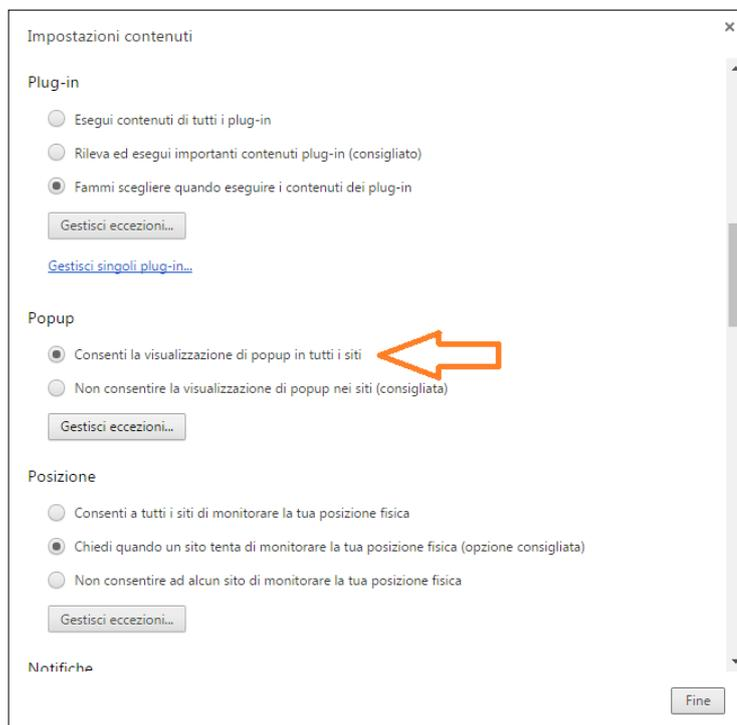 Impostazioni contenuti
Plug-in
Esegui contenuti di tutti i plug-in
Rileva ed esegui importanti contenuti plug-in (consigliato)
Fammi scegliere quando eseguire i contenuti dei plug-in
Gestisci eccezioni...
Gestisci singoli plug-in...
Popup
Consenti la visualizzazione di popup in tutti i siti
Non consentire la visualizzazione di popup nei siti (consigliata)
Gestisci eccezioni...
Posizione
Consenti a tutti i siti di monitorare la tua posizione fisica
Chiedi quando un sito tenta di monitorare la tua posizione fisica (opzione consigliata)
Non consentire ad alcun sito di monitorare la tua posizione fisica
Gestisci eccezioni...
Notifiche
Fine